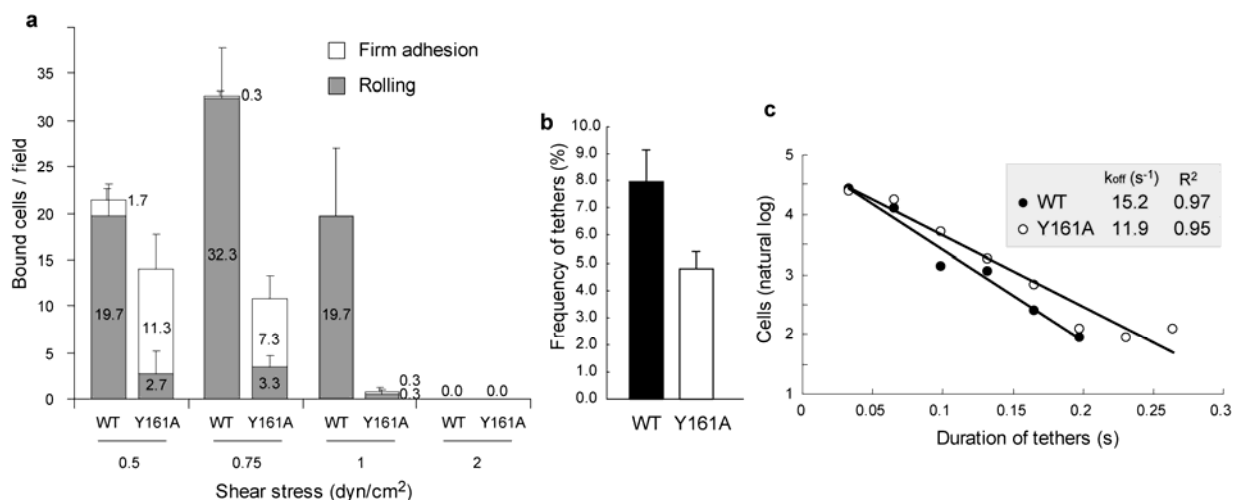 a
Firm adhesion
Rolling
Bound cells / field
35
30
25
20
15
10
5
0
1.7
19.7
11.3
2.7
0.3
32.3
7.3
3.3
19.7
0.3
0.3
0.0
0.0
WT Y161A WT Y161A WT Y161A WT Y161A
0.5 0.75 1 2
Shear stress (dyn/cm²)
b
Frequency of tethers (%)
10.0
9.0
8.0
7.0
6.0
5.0
4.0
3.0
2.0
1.0
0.0
WT Y161A
c
Cells (natural log)
5
4
3
2
1
koff (s⁻¹) R²
WT 15.2 0.97
Y161A 11.9 0.95
0 0.05 0.1 0.15 0.2 0.25 0.3
Duration of tethers (s)